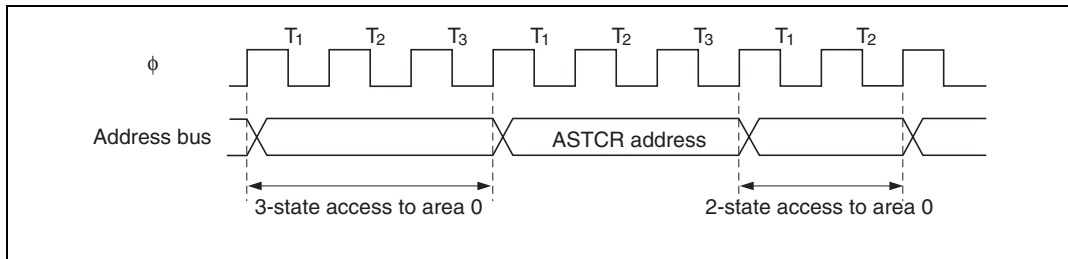 T1 T2 T3 T1 T2 T3 T1 T2
ϕ
Address bus
ASTCR address
3-state access to area 0
2-state access to area 0